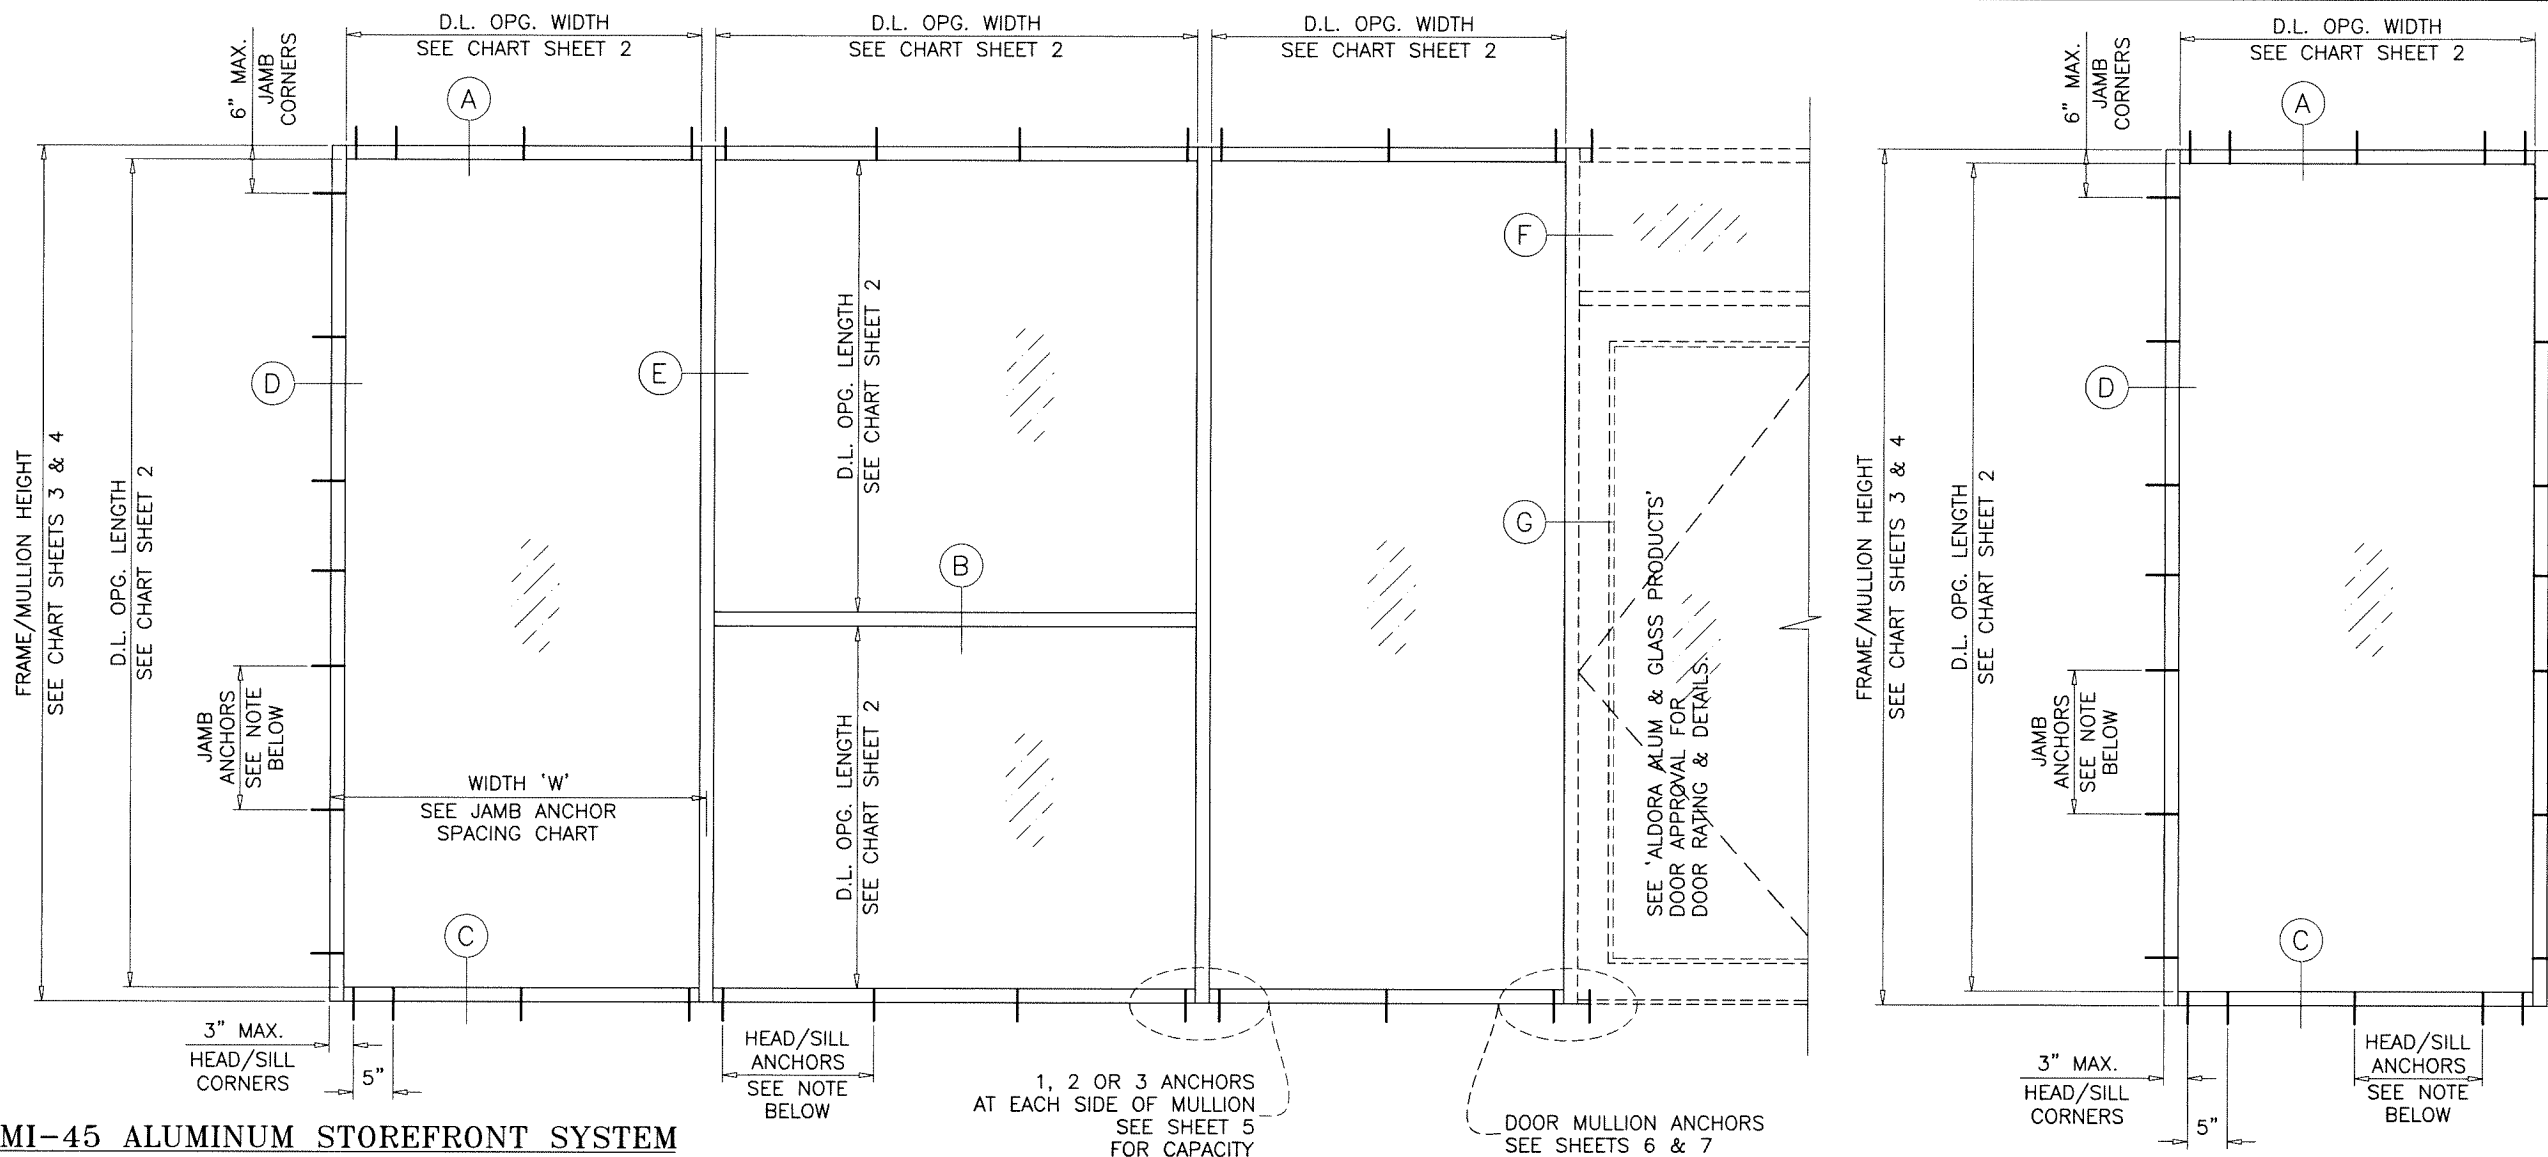 D.L. OPG. WIDTH
SEE CHART SHEET 2
D.L. OPG. WIDTH
SEE CHART SHEET 2
D.L. OPG. WIDTH
SEE CHART SHEET 2
D.L. OPG. WIDTH
SEE CHART SHEET 2
6" MAX.
JAMB
CORNERS
6" MAX.
JAMB
CORNERS
A
A
F
D
E
D
G
B
FRAME/MULLION HEIGHT
SEE CHART SHEETS 3 & 4
D.L. OPG. LENGTH
SEE CHART SHEET 2
D.L. OPG. LENGTH
SEE CHART SHEET 2
D.L. OPG. LENGTH
SEE CHART SHEET 2
SEE 'ALDORA ALUM & GLASS PRODUCTS'
DOOR APPROVAL FOR
DOOR RATING & DETAILS.
FRAME/MULLION HEIGHT
SEE CHART SHEETS 3 & 4
D.L. OPG. LENGTH
SEE CHART SHEET 2
JAMB
ANCHORS
SEE NOTE
BELOW
JAMB
ANCHORS
SEE NOTE
BELOW
WIDTH 'W'
SEE JAMB ANCHOR
SPACING CHART
C
C
3" MAX.
HEAD/SILL
CORNERS
5"
HEAD/SILL
ANCHORS
SEE NOTE
BELOW
1, 2 OR 3 ANCHORS
AT EACH SIDE OF MULLION
SEE SHEET 5
FOR CAPACITY
DOOR MULLION ANCHORS
SEE SHEETS 6 & 7
3" MAX.
HEAD/SILL
CORNERS
5"
HEAD/SILL
ANCHORS
SEE NOTE
BELOW
MI-45 ALUMINUM STOREFRONT SYSTEM